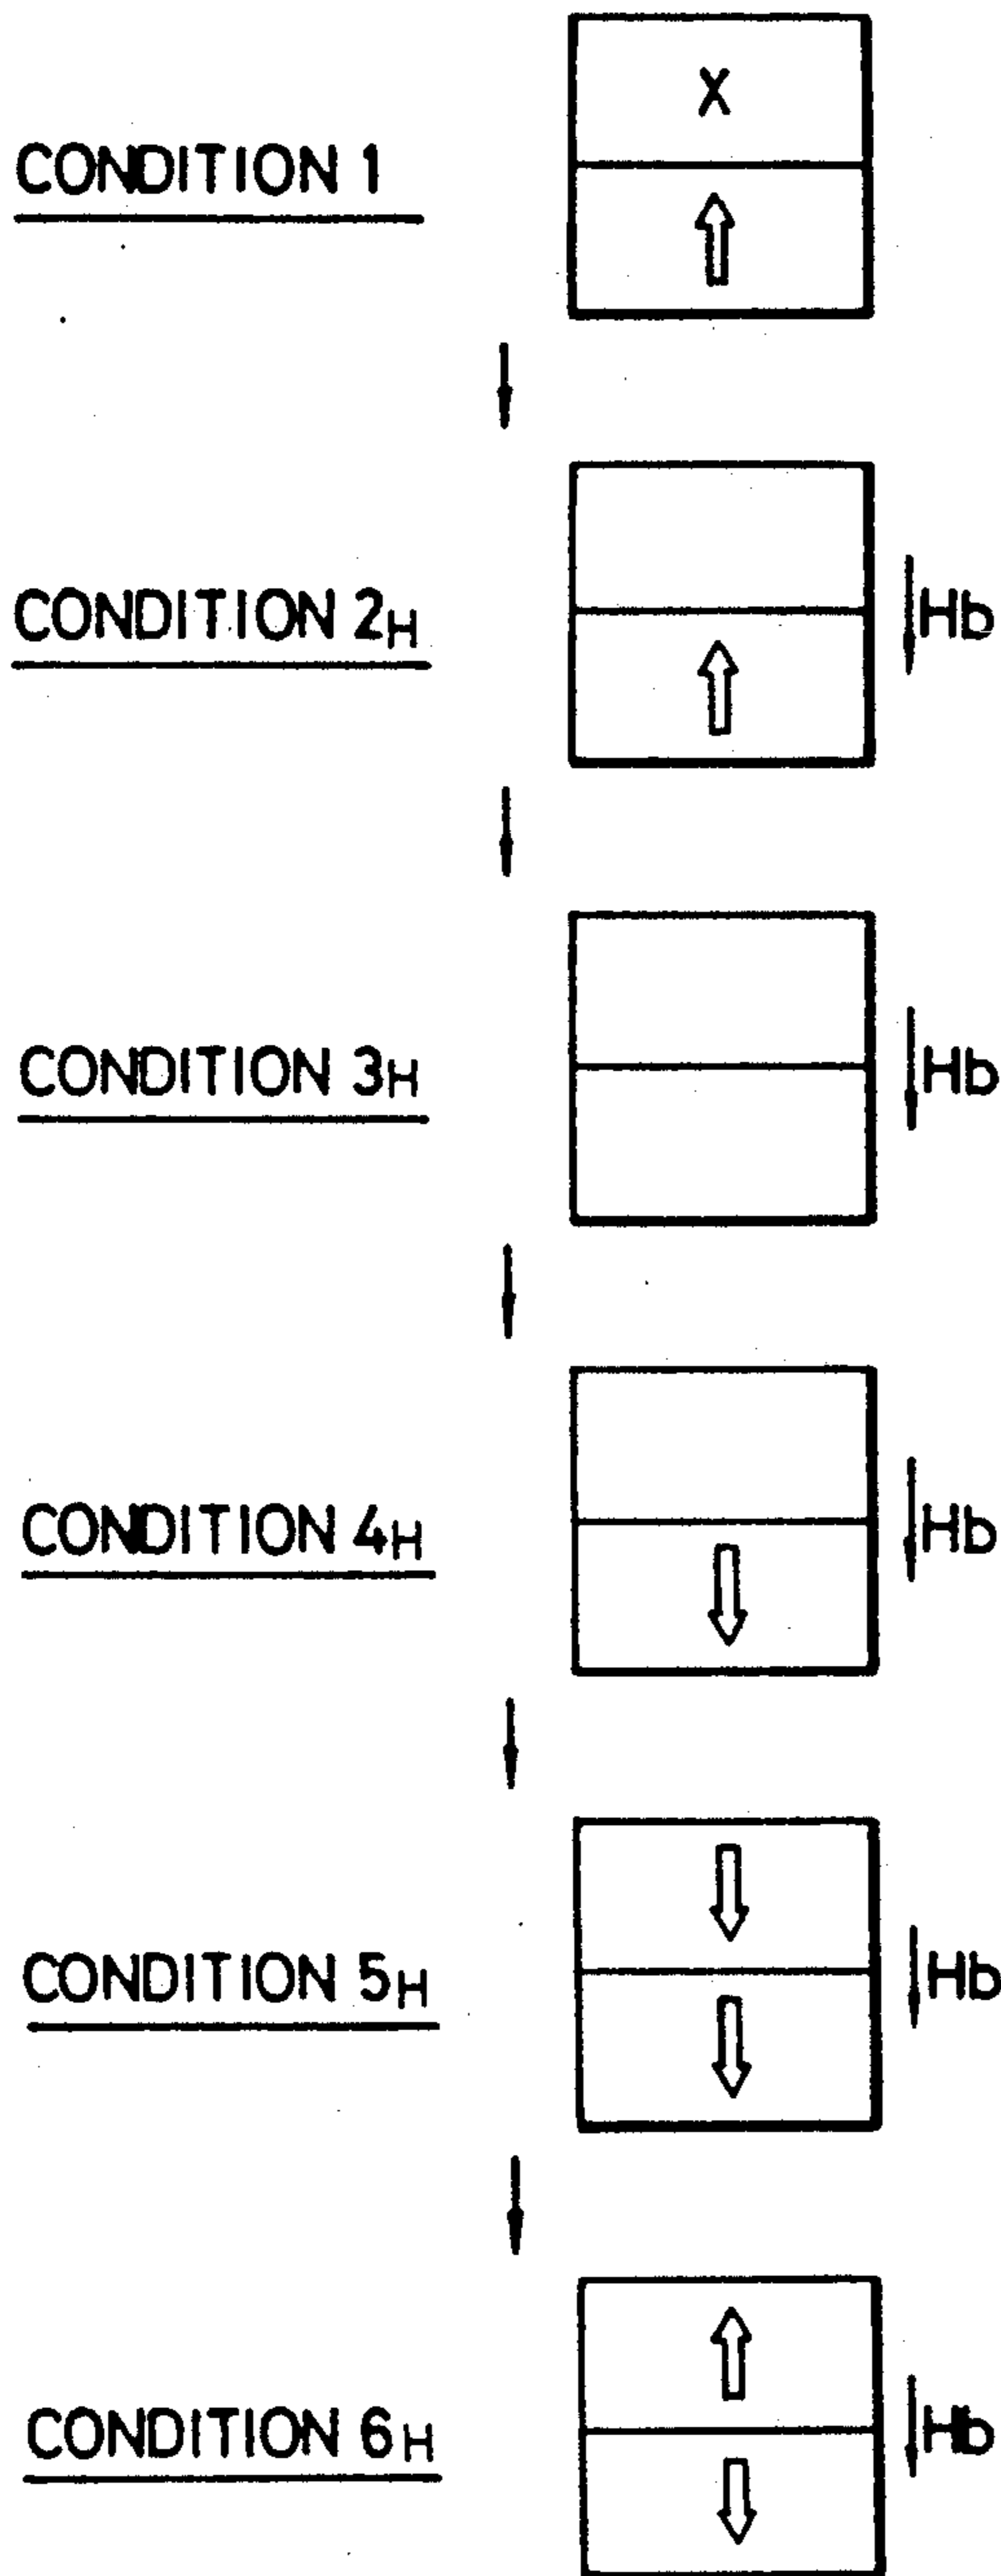 X
CONDITION 1
CONDITION 2H
Hb
CONDITION 3H
Hb
CONDITION 4H
Hb
CONDITION 5H
Hb
CONDITION 6H
Hb